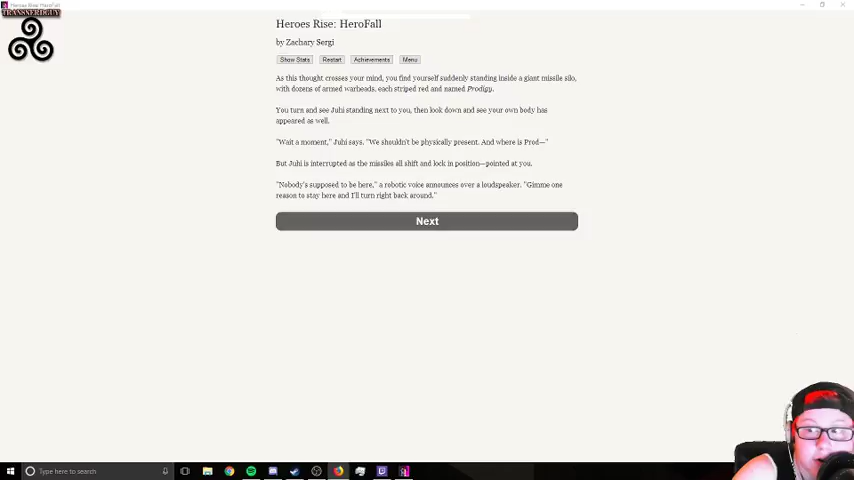 Heroes Rise: HeroFall
TRANSNERDGUY
Heroes Rise: HeroFall
by Zachary Sergi
Show Stats
Restart
Achievements
Menu
As this thought crosses your mind, you find yourself suddenly standing inside a giant missile silo,
with dozens of armed warheads, each striped red and named Prodigy.
You turn and see Juhi standing next to you, then look down and see your own body has
appeared as well.
"Wait a moment," Juhi says. "We shouldn't be physically present. And where is Prod—"
But Juhi is interrupted as the missiles all shift and lock in position—pointed at you.
"Nobody's supposed to be here," a robotic voice announces over a loudspeaker. "Gimme one
reason to stay here and I'll turn right back around."
Next
Type here to search